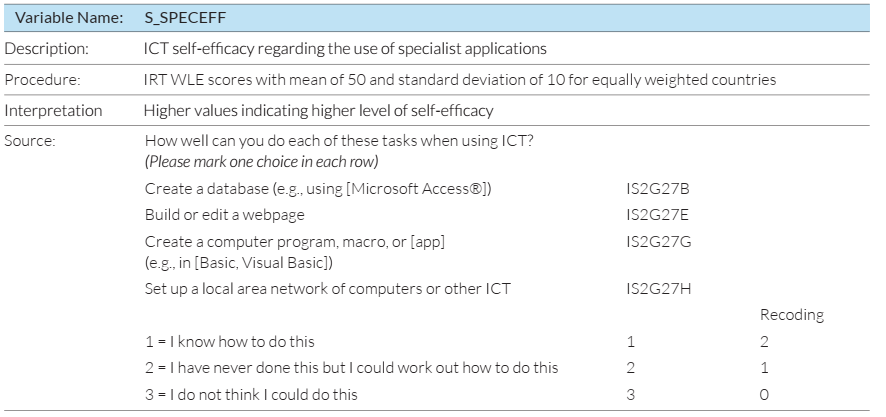 Variable Name: S_SPECEFF
Description: ICT self-efficacy regarding the use of specialist applications
Procedure: IRT WLE scores with mean of 50 and standard deviation of 10 for equally weighted countries
Interpretation Higher values indicating higher level of self-efficacy
Source: How well can you do each of these tasks when using ICT?
(Please mark one choice in each row)
Create a database (e.g., using [Microsoft Access®]) IS2G27B
Build or edit a webpage IS2G27E
Create a computer program, macro, or [app] IS2G27G
(e.g., in [Basic, Visual Basic])
Set up a local area network of computers or other ICT IS2G27H
Recoding
1 = I know how to do this 1 2
2 = I have never done this but I could work out how to do this 2 1
3 = I do not think I could do this 3 0